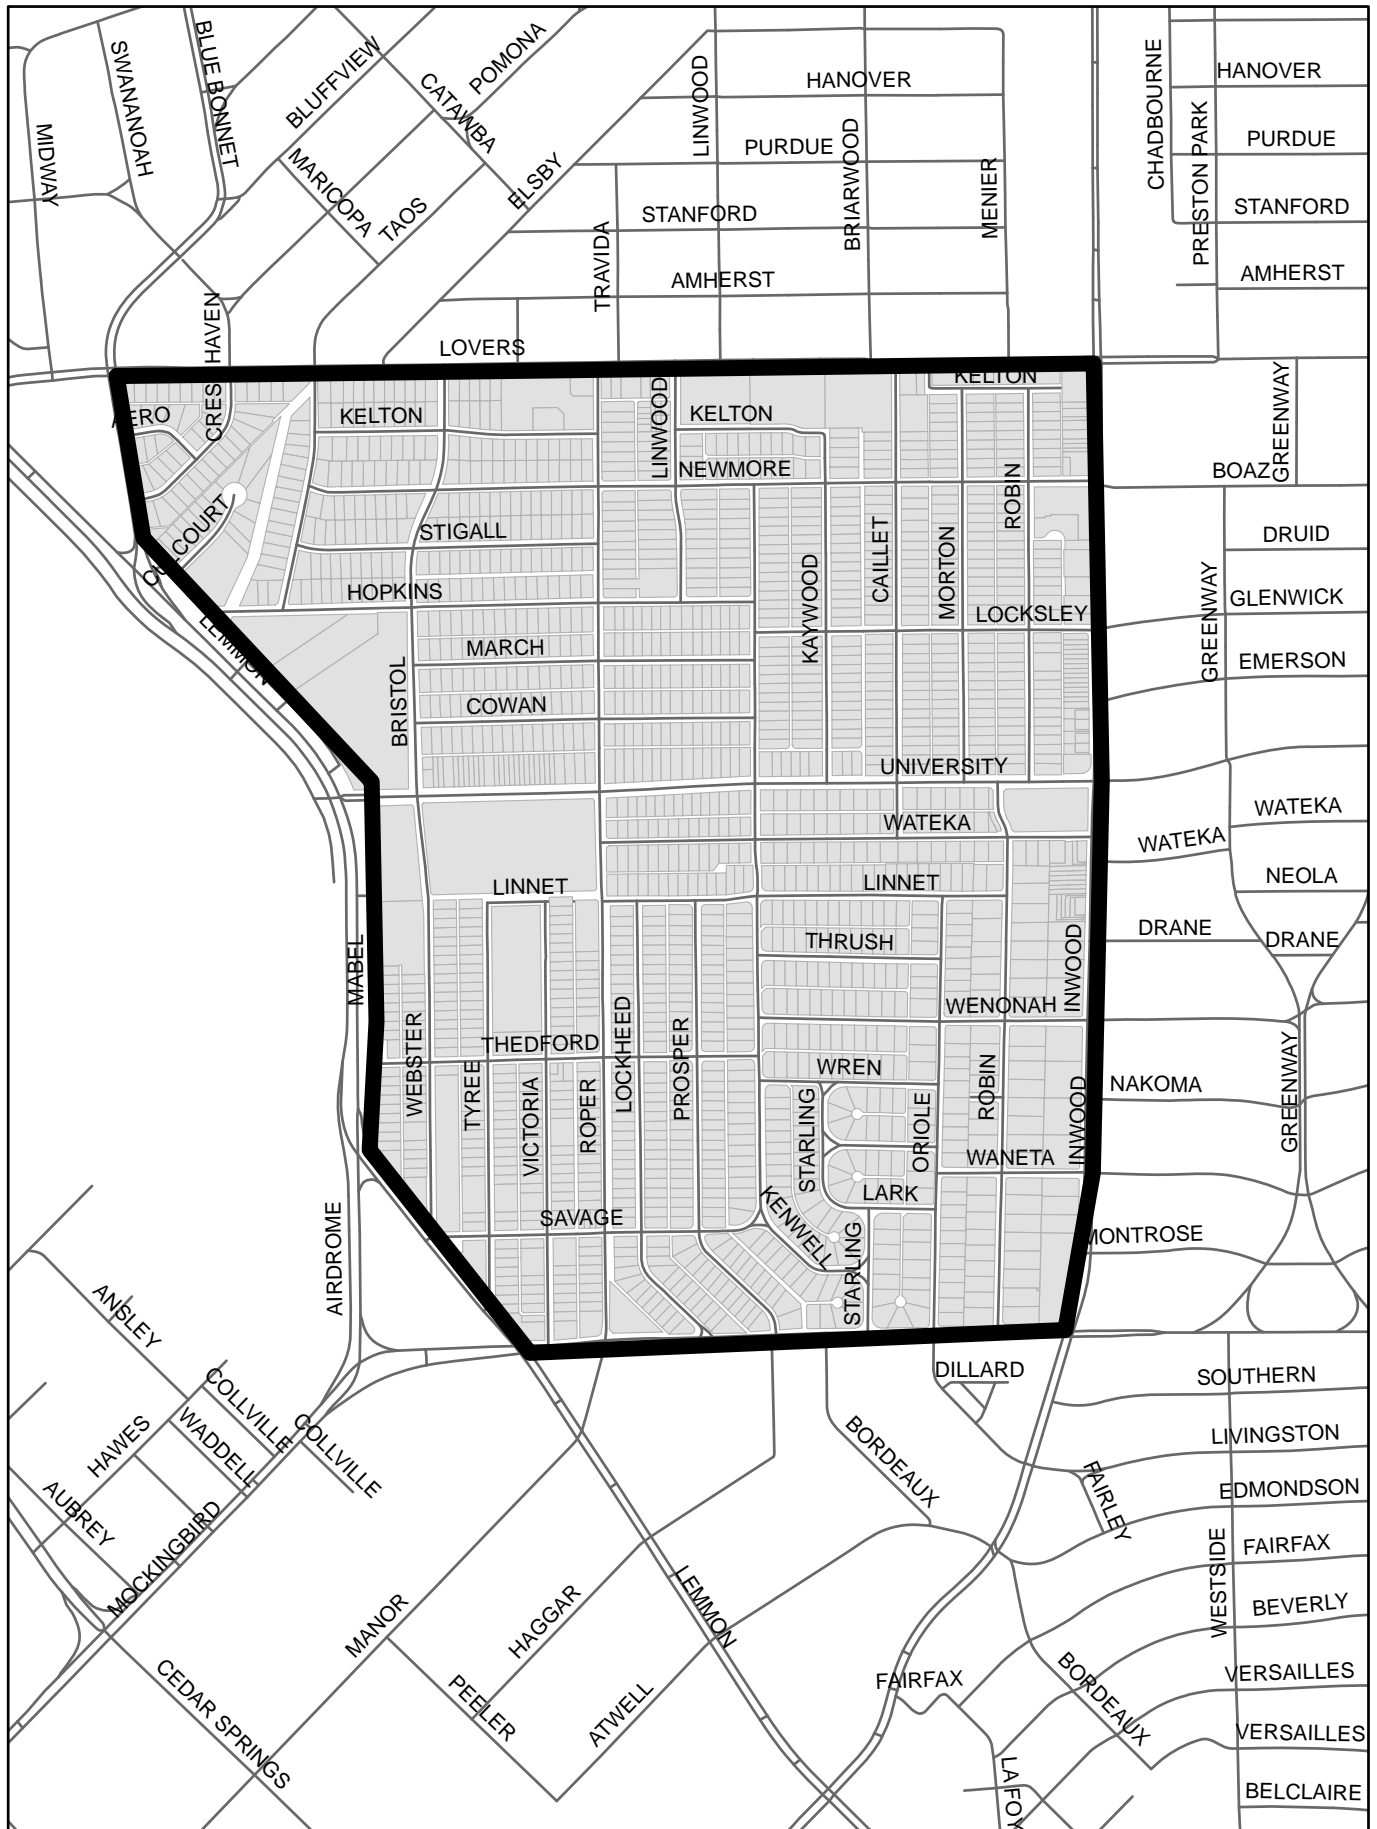 SWANANOAH
BLUE BONNET
BLUFFVIEW
CATAWBA
POMONA
LINWOOD
HANOVER
CHADBOURNE
HANOVER
MIDWAY
MARICOPA
TAOS
ELSBY
PURDUE
BRIARWOOD
MENIER
PRESTON PARK
PURDUE
STANFORD
STANFORD
TRAVIDA
AMHERST
AMHERST
CRES HAVEN
LOVERS
KELTON
GREENWAY
KELTON
LINWOOD
KELTON
NEWMORE
BOAZ
ROBIN
CULCOURT
STIGALL
CAILLET
MORTON
DRUID
HOPKINS
KAYWOOD
LOCKSLEY
GREENWAY
GLENWICK
LEMMON
MARCH
EMERSON
BRISTOL
COWAN
UNIVERSITY
WATEKA
WATEKA
WATEKA
LINNET
LINNET
NEOLA
THRUSH
DRANE
DRANE
MABEL
INWOOD
WENONAH
WEBSTER
THEDFORD
LOCKHEED
PROSPER
WREN
ROBIN
INWOOD
NAKOMA
GREENWAY
TYREE
VICTORIA
ROPER
STARLING
ORIOLE
WANETA
LARK
KENWELL
SAVAGE
STARLING
MONTROSE
AIRDROME
ANSLEY
DILLARD
SOUTHERN
COLLVILLE
COLLVILLE
HAWES
WADDELL
BORDEAUX
LIVINGSTON
FAIRLEY
EDMONDSON
AUBREY
MOCKINGBIRD
FAIRFAX
WESTSIDE
MANOR
HAGGAR
LEMMON
BEVERLY
CEDAR SPRINGS
PEELER
ATWELL
FAIRFAX
BORDEAUX
VERSAILLES
VERSAILLES
LA FOY
BELCLAIRE